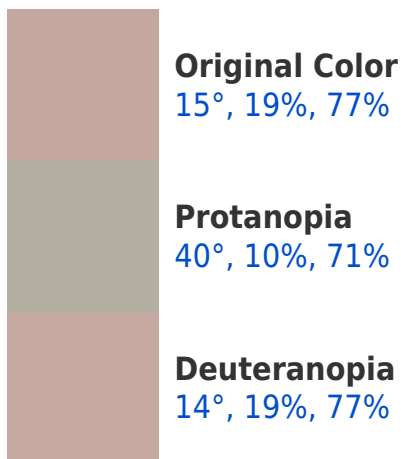 Original Color
15°, 19%, 77%
Protanopia
40°, 10%, 71%
Deuteranopia
14°, 19%, 77%